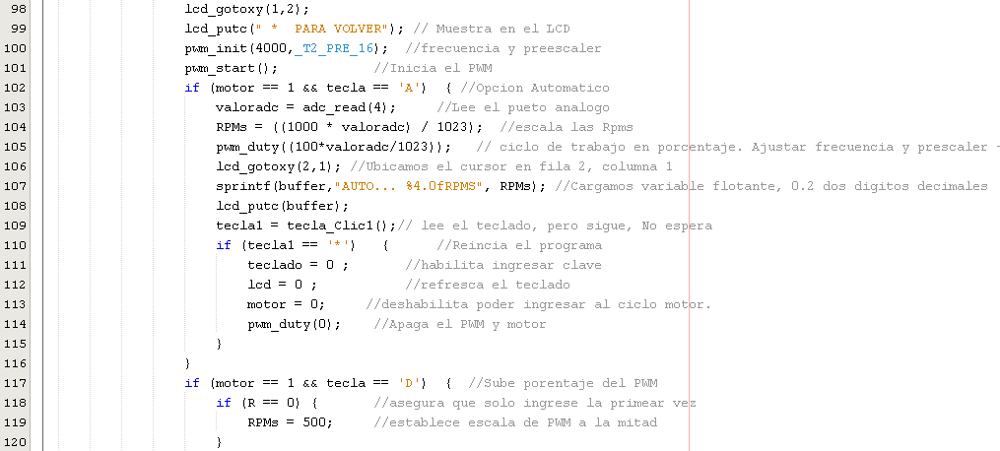 98 lcd_gotoxy(1,2);
99 lcd_putc(" *  PARA VOLVER"); // Muestra en el LCD
100 pwm_init(4000,_T2_PRE_16);  //frecuencia y preescaler
101 pwm_start();            //Inicia el PWM
102 if (motor == 1 && tecla == 'A')  { //Opcion Automatico
103 valoradc = adc_read(4);     //Lee el pueto analogo
104 RPMs = ((1000 * valoradc) / 1023);  //escala las Rpms
105 pwm_duty((100*valoradc/1023));   // ciclo de trabajo en porcentaje. Ajustar frecuencia y prescaler -
106 lcd_gotoxy(2,1); //Ubicamos el cursor en fila 2, columna 1
107 sprintf(buffer,"AUTO... %4.0fRPMS", RPMs); //Cargamos variable flotante, 0.2 dos digitos decimales
108 lcd_putc(buffer);
109 tecla1 = tecla_Clic1();// lee el teclado, pero sigue, No espera
110 if (tecla1 == '*')   {      //Reincia el programa
111 teclado = 0 ;       //habilita ingresar clave
112 lcd = 0 ;           //refresca el teclado
113 motor = 0;     //deshabilita poder ingresar al ciclo motor.
114 pwm_duty(0);    //Apaga el PWM y motor
115 }
116 }
117 if (motor == 1 && tecla == 'D')  {  //Sube porentaje del PWM
118 if (R == 0) {       //asegura que solo ingrese la primear vez
119 RPMs = 500;     //establece escala de PWM a la mitad
120 }